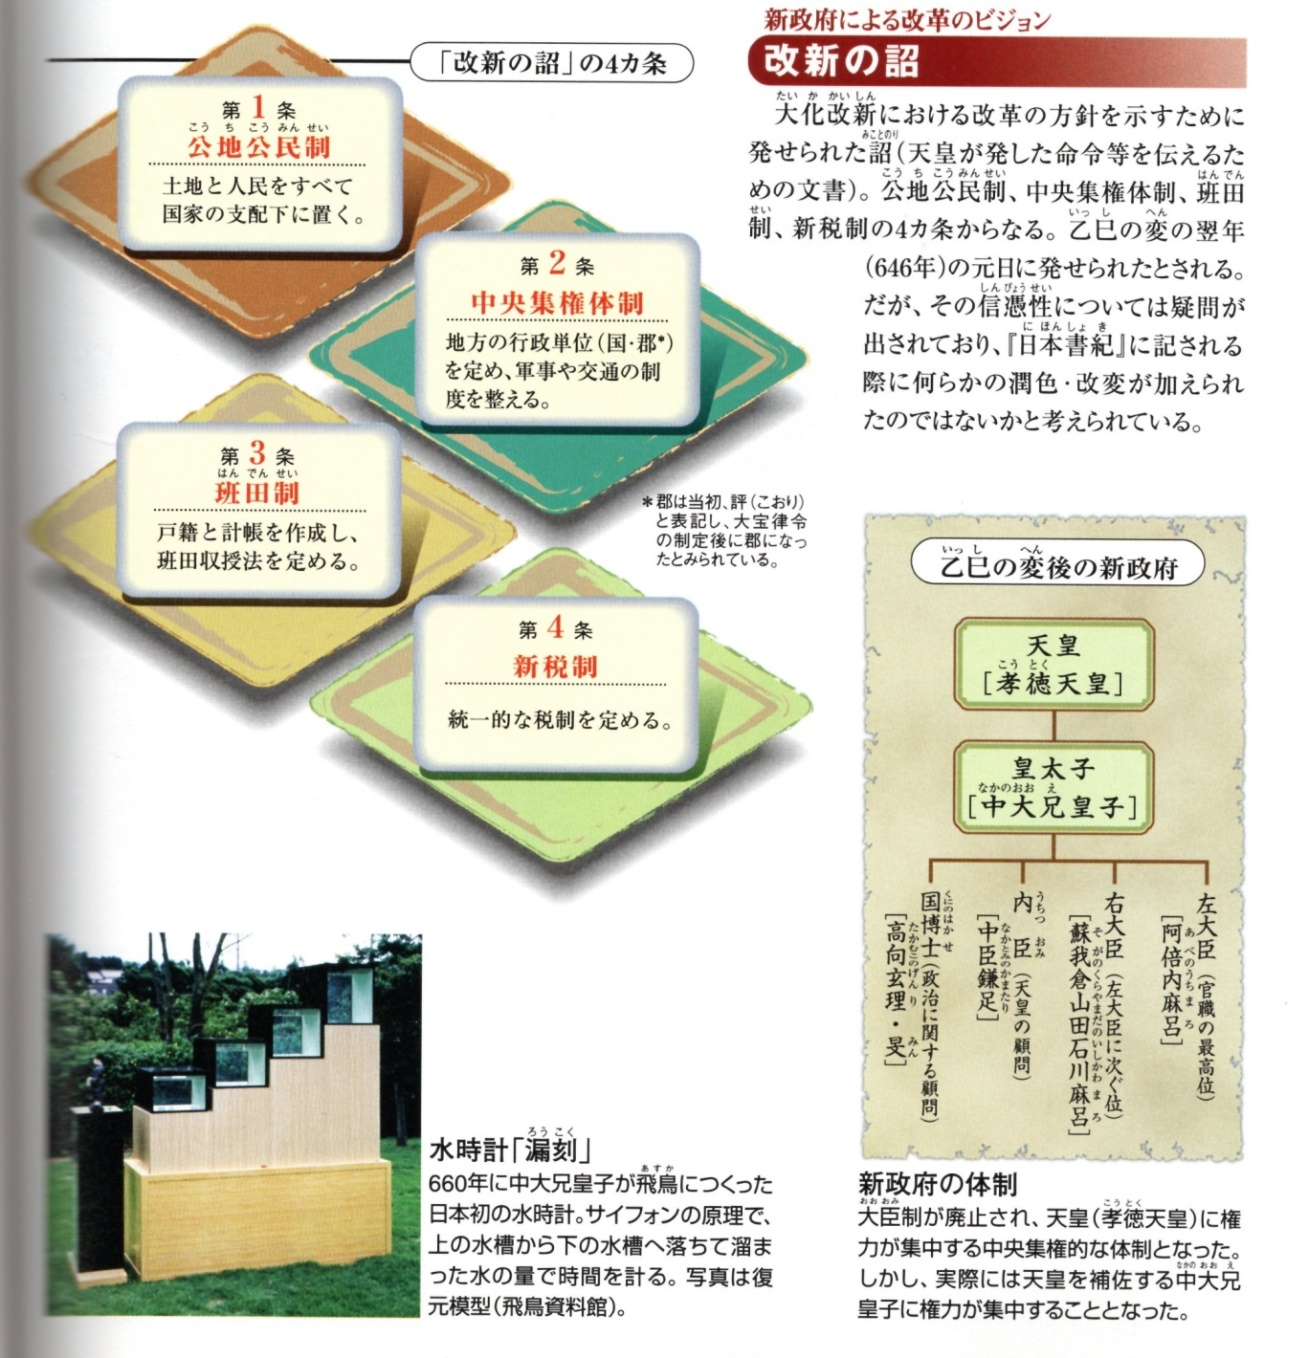 新政府による改革のビジョン
改新の詔
大化改新における改革の方針を示すために
発せられた詔(天皇が発した命令等を伝えるた
めの文書)。公地公民制、中央集権体制、班田
制、新税制の4カ条からなる。乙巳の変の翌年
(646年)の元日に発せられたとされる。
だが、その信憑性については疑問が
出されており、『日本書紀』に記される
際に何らかの潤色・改変が加えられ
たのではないかと考えられている。
「改新の詔」の4カ条
第1条
こうちこうみんせい
公地公民制
土地と人民をすべて
国家の支配下に置く。
第2条
中央集権体制
地方の行政単位(国・郡*)
を定め、軍事や交通の制
度を整える。
第3条
はんでんせい
班田制
戸籍と計帳を作成し、
班田収授法を定める。
*郡は当初、評(こおり)
と表記し、大宝律令
の制定後に郡になっ
たとみられている。
第4条
新税制
統一的な税制を定める。
乙巳の変後の新政府
天皇
[孝徳天皇]
皇太子
[中大兄皇子]
左大臣(官職の最高位)
[阿倍内麻呂]
右大臣(左大臣に次ぐ位)
[蘇我倉山田石川麻呂]
内臣(天皇の顧問)
[中臣鎌足]
国博士(政治に関する顧問)
[高向玄理・旻]
水時計「漏刻」
660年に中大兄皇子が飛鳥につくった
日本初の水時計。サイフォンの原理で、
上の水槽から下の水槽へ落ちて溜ま
った水の量で時間を計る。写真は復
元模型(飛鳥資料館)。
新政府の体制
大臣制が廃止され、天皇(孝徳天皇)に権
力が集中する中央集権的な体制となった。
しかし、実際には天皇を補佐する中大兄
皇子に権力が集中することとなった。